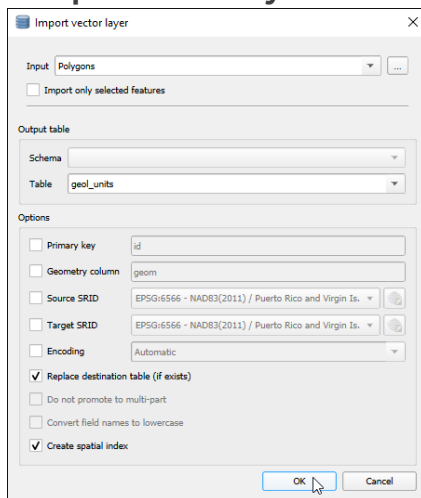 Import vector layer
Input Polygons ...
Import only selected features
Output table
Schema
Table geol_units
Options
Primary key id
Geometry column geom
Source SRID EPSG:6566 - NAD83(2011) / Puerto Rico and Virgin Is.
Target SRID EPSG:6566 - NAD83(2011) / Puerto Rico and Virgin Is.
Encoding Automatic
Replace destination table (if exists)
Do not promote to multi-part
Convert field names to lowercase
Create spatial index
OK Cancel